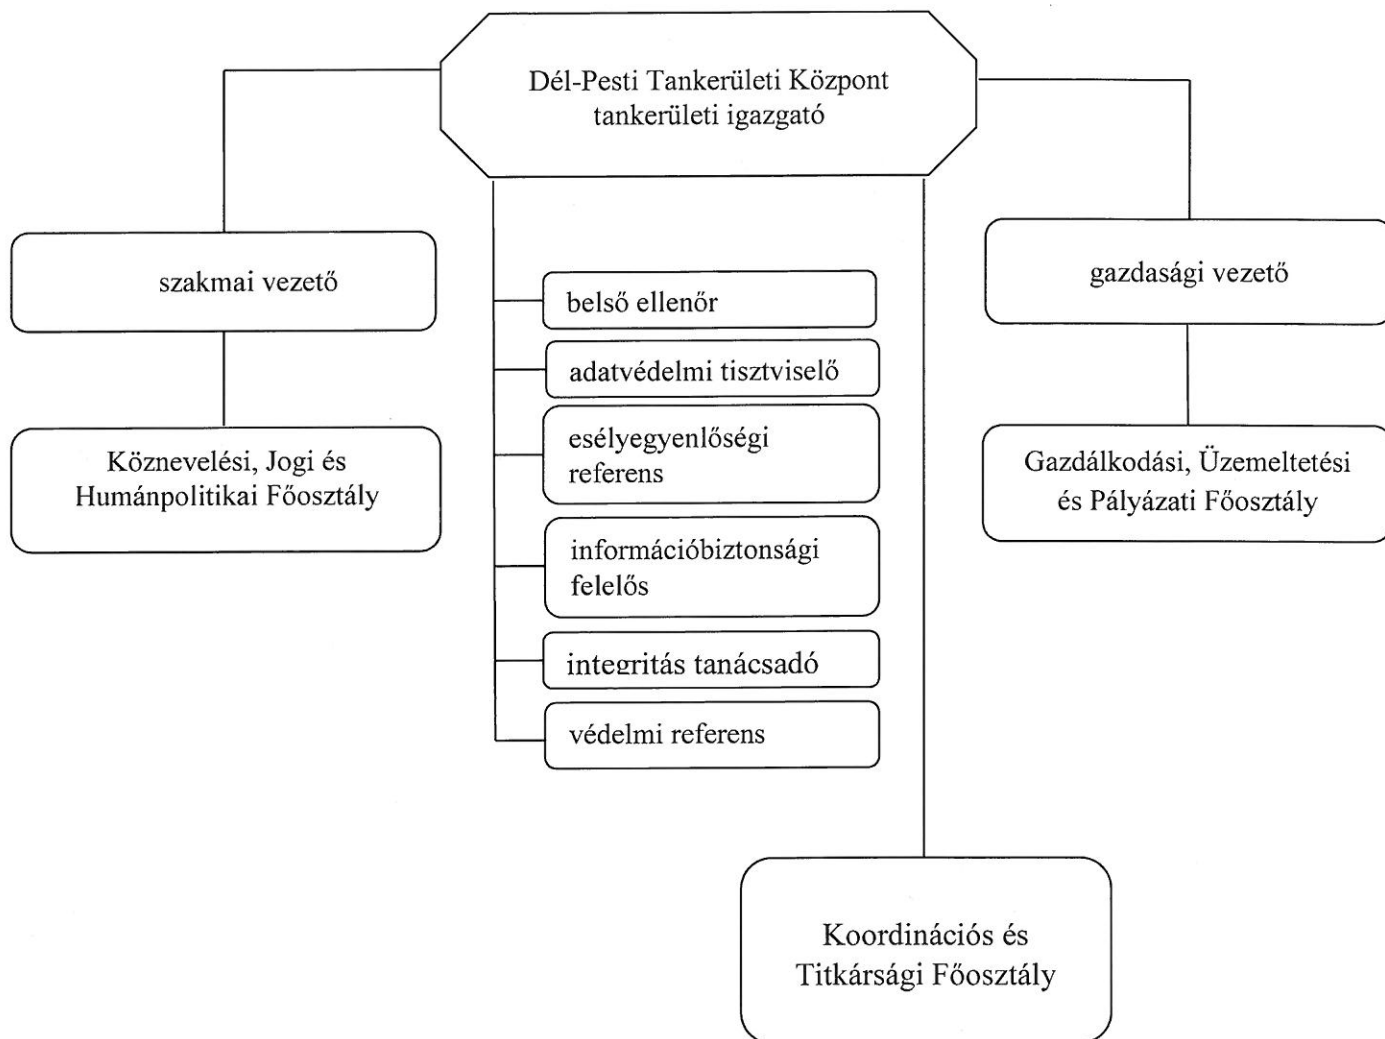 Dél-Pesti Tankerületi Központ
tankerületi igazgató
szakmai vezető
gazdasági vezető
belső ellenőr
adatvédelmi tisztviselő
esélyegyenlőségi
referens
információbiztonsági
felelős
integritás tanácsadó
védelmi referens
Köznevelési, Jogi és
Humánpolitikai Főosztály
Gazdálkodási, Üzemeltetési
és Pályázati Főosztály
Koordinációs és
Titkársági Főosztály